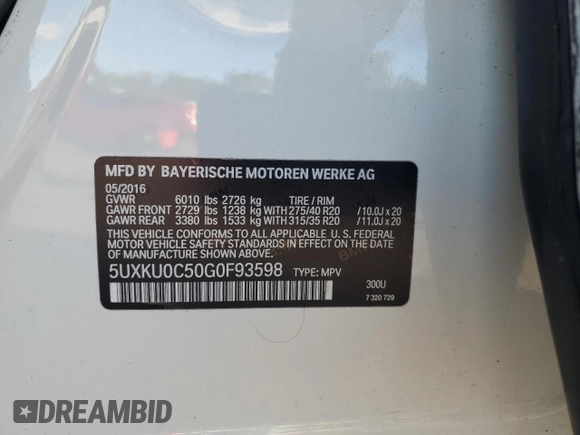 MFD BY BAYERISCHE MOTOREN WERKE AG
05/2016
GVWR 6010 lbs 2726 kg TIRE / RIM
GAWR FRONT 2729 lbs 1238 kg WITH 275/40 R20 /10.0J x 20
GAWR REAR 3380 lbs 1533 kg WITH 315/35 R20 /11.0J x 20
THIS VEHICLE CONFORMS TO ALL APPLICABLE U. S. FEDERAL
MOTOR VEHICLE SAFETY STANDARDS IN EFFECT ON THE DATE
OF MANUFACTURE SHOWN ABOVE.
5UXKU0C50G0F93598 TYPE: MPV
300U
7 320 729
DREAMBID